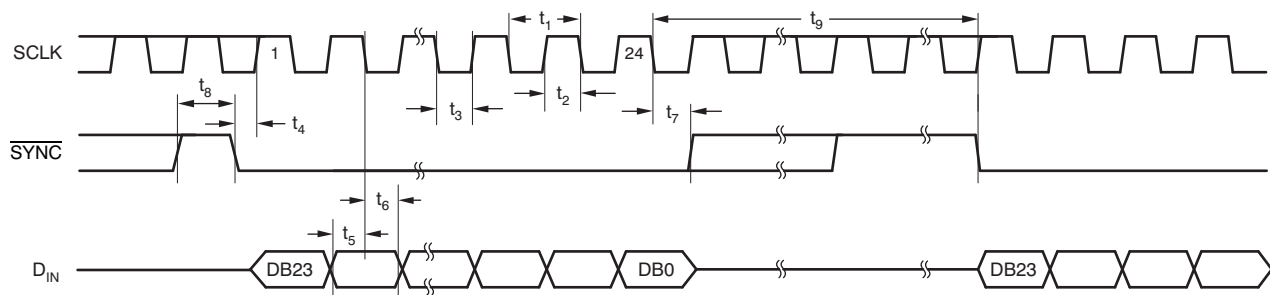 t1 t9
SCLK 1 24
t8 t4 t3 t2 t7
SYNC
t6
t5
DIN DB23 DB0 DB23